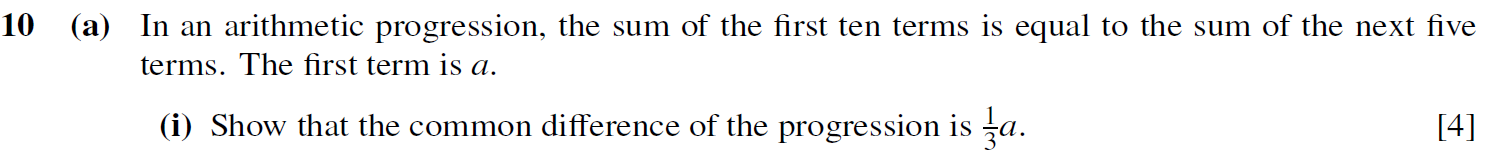 10 (a) In an arithmetic progression, the sum of the first ten terms is equal to the sum of the next five
terms. The first term is a.
(i) Show that the common difference of the progression is 1/3 a. [4]